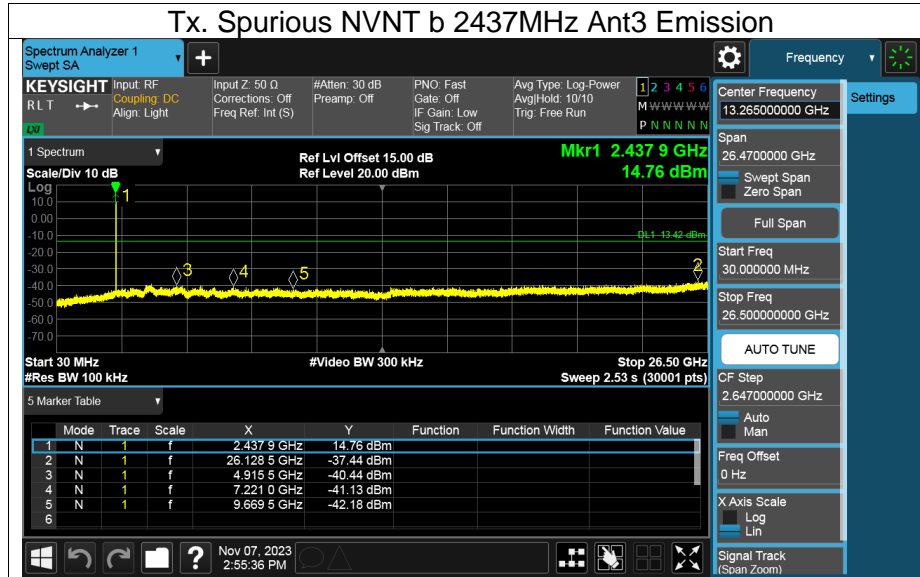 Tx. Spurious NVNT b 2437MHz Ant3 Emission
Spectrum Analyzer 1
Swept SA
+
Frequency
KEYSIGHT
RLT
LXI
Input: RF
Coupling: DC
Align: Light
Input Z: 50 Ω
Corrections: Off
Freq Ref: Int (S)
#Atten: 30 dB
Preamp: Off
PNO: Fast
Gate: Off
IF Gain: Low
Sig Track: Off
Avg Type: Log-Power
Avg|Hold: 10/10
Trig: Free Run
1 2 3 4 5 6
M W W W W W
P N N N N N
1 Spectrum
Scale/Div 10 dB
Log
Ref Lvl Offset 15.00 dB
Ref Level 20.00 dBm
Mkr1 2.437 9 GHz
14.76 dBm
10.0
0.00
-10.0
-20.0
-30.0
-40.0
-50.0
-60.0
-70.0
1
2
3
4
5
DL1 -13.42 dBm
Start 30 MHz
#Res BW 100 kHz
#Video BW 300 kHz
Stop 26.50 GHz
Sweep 2.53 s (30001 pts)
5 Marker Table
Mode Trace Scale X Y Function Function Width Function Value
1 N 1 f 2.437 9 GHz 14.76 dBm
2 N 1 f 26.128 5 GHz -37.44 dBm
3 N 1 f 4.915 5 GHz -40.44 dBm
4 N 1 f 7.221 0 GHz -41.13 dBm
5 N 1 f 9.669 5 GHz -42.18 dBm
6
?
Nov 07, 2023
2:55:36 PM
Settings
Center Frequency
13.265000000 GHz
Span
26.4700000 GHz
Swept Span
Zero Span
Full Span
Start Freq
30.000000 MHz
Stop Freq
26.500000000 GHz
AUTO TUNE
CF Step
2.647000000 GHz
Auto
Man
Freq Offset
0 Hz
X Axis Scale
Log
Lin
Signal Track
(Span Zoom)